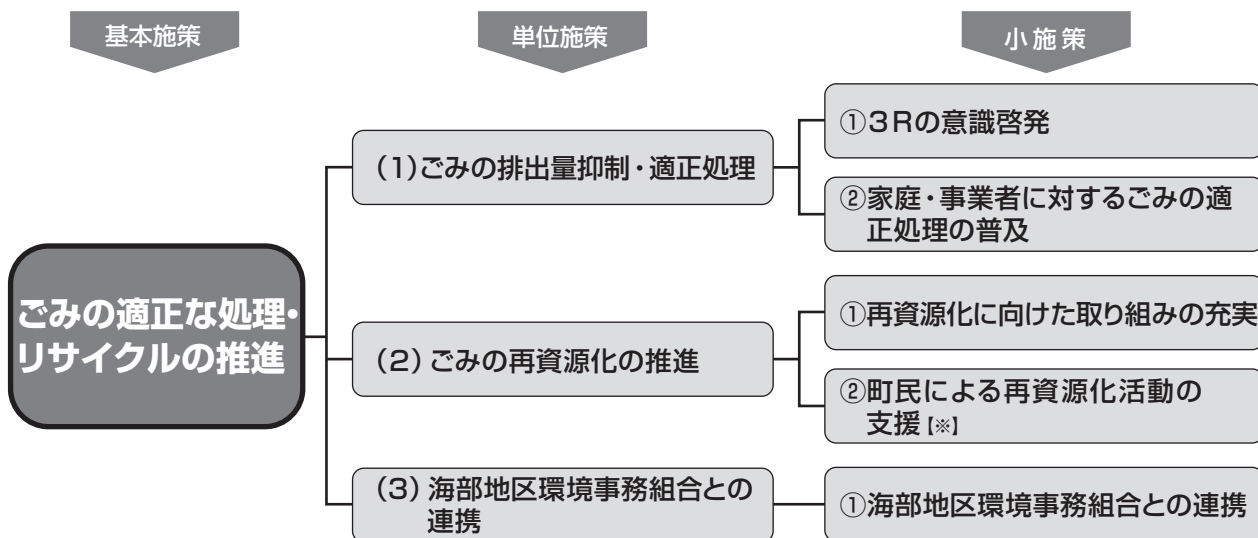 基本施策
単位施策
小施策
ごみの適正な処理・
リサイクルの推進
(1)ごみの排出量抑制・適正処理
①3Rの意識啓発
②家庭・事業者に対するごみの適
正処理の普及
(2)ごみの再資源化の推進
①再資源化に向けた取り組みの充実
②町民による再資源化活動の
支援【※】
(3)海部地区環境事務組合との
連携
①海部地区環境事務組合との連携